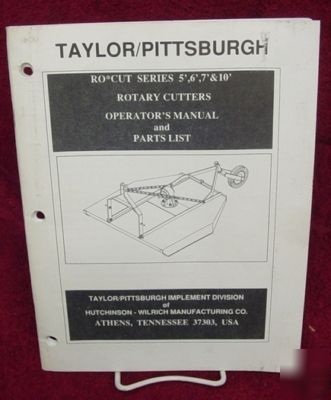 TAYLOR/PITTSBURGH
RO*CUT SERIES 5',6',7'&10'
ROTARY CUTTERS
OPERATOR'S MANUAL
and
PARTS LIST
TAYLOR/PITTSBURGH IMPLEMENT DIVISION
of
HUTCHINSON - WILRICH MANUFACTURING CO.
ATHENS, TENNESSEE 37303, USA